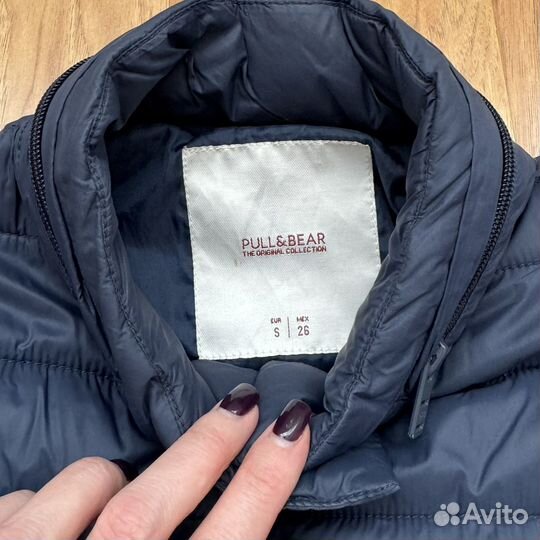 PULL&BEAR
THE ORIGINAL COLLECTION
EUR MEX
S 26
Avito